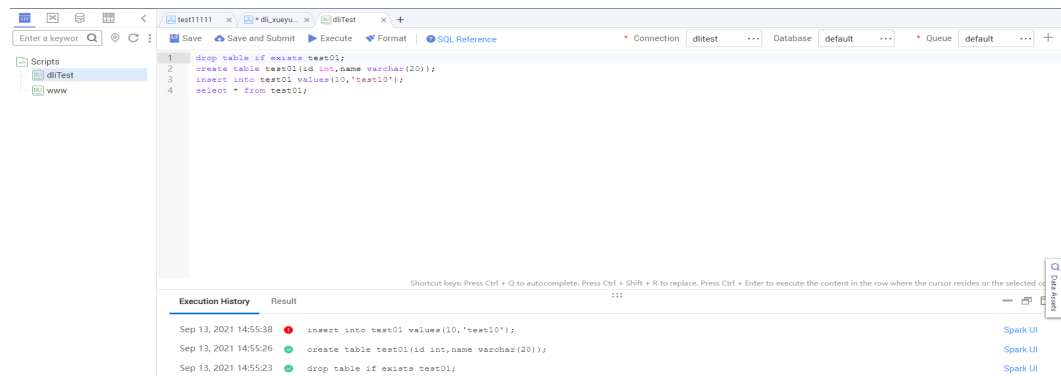 test11111 × * dli_xueyu... × dliTest × +
Enter a keywor
Save Save and Submit Execute Format SQL Reference * Connection dlitest ... Database default ... * Queue default ... +
Scripts
dliTest
www
1 drop table if exists test01;
2 create table test01(id int,name varchar(20));
3 insert into test01 values(10,'test10');
4 select * from test01;
Data Assets
Shortcut keys: Press Ctrl + Q to autocomplete. Press Ctrl + Shift + R to replace. Press Ctrl + Enter to execute the content in the row where the cursor resides or the selected co
Execution History Result
Sep 13, 2021 14:55:38 insert into test01 values(10,'test10'); Spark UI
Sep 13, 2021 14:55:26 create table test01(id int,name varchar(20)); Spark UI
Sep 13, 2021 14:55:23 drop table if exists test01; Spark UI